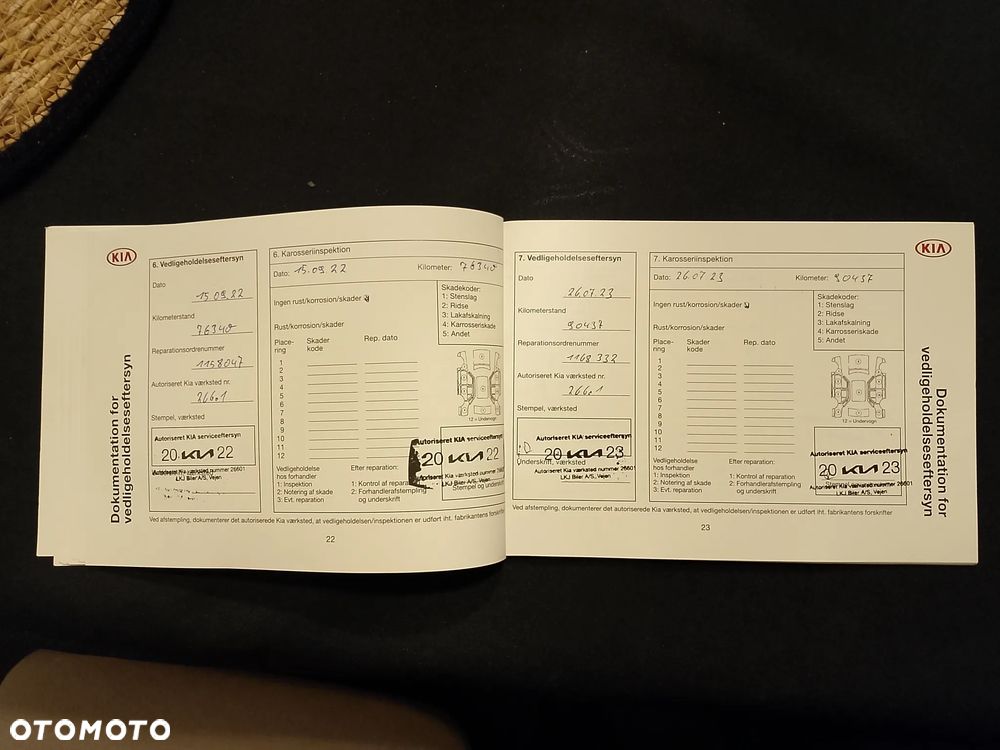 KIA
Dokumentation for
vedligeholdelseseftersyn
6. Vedligeholdelseseftersyn
Dato
15.09.22
Kilometerstand
76340
Reparationsordrenummer
1158047
Autoriseret Kia værksted nr.
26601
Stempel, værksted
Autoriseret KIA serviceeftersyn
20 KIA 22
6. Karosseriinspektion
Dato: 15.09.22
Kilometer: 76340
Ingen rust/korrosion/skader
Rust/korrosion/skader
Place-
ring
Skader
kode
Rep. dato
1
2
3
4
5
6
7
8
9
10
11
12
Skadekoder:
1: Stenslag
2: Ridse
3: Lakafskalning
4: Karrosseriskade
5: Andet
12 = Undervogn
Vedligeholdelse
hos forhandler
1: Inspektion
2: Notering af skade
3: Evt. reparation
Efter reparation:
1: Kontrol af reparation
2: Forhandlerafstempling
og underskrift
Autoriseret KIA serviceeftersyn
20 KIA 22
Autoriseret Kia værksted nummer 26601
LKJ Biler A/S, Vejen
Stempel og underskrift
Ved afstempling, dokumenterer det autoriserede Kia værksted, at vedligeholdelsen/inspektionen er udført iht. fabrikantens forskrifter
22
7. Vedligeholdelseseftersyn
Dato
26.07.23
Kilometerstand
90437
Reparationsordrenummer
1168332
Autoriseret Kia værksted nr.
26601
Stempel, værksted
Autoriseret KIA serviceeftersyn
20 KIA 23
Underskrift, værksted
Autoriseret Kia værksted nummer 26601
LKJ Biler A/S, Vejen
7. Karosseriinspektion
Dato: 26.07.23
Kilometer: 90437
Ingen rust/korrosion/skader
Rust/korrosion/skader
Place-
ring
Skader
kode
Rep. dato
1
2
3
4
5
6
7
8
9
10
11
12
Skadekoder:
1: Stenslag
2: Ridse
3: Lakafskalning
4: Karrosseriskade
5: Andet
12 = Undervogn
Vedligeholdelse
hos forhandler
1: Inspektion
2: Notering af skade
3: Evt. reparation
Efter reparation:
1: Kontrol af reparation
2: Forhandlerafstempling
og underskrift
Autoriseret KIA serviceeftersyn
20 KIA 23
Autoriseret Kia værksted nummer 26601
LKJ Biler A/S, Vejen
Ved afstempling, dokumenterer det autoriserede Kia værksted, at vedligeholdelsen/inspektionen er udført iht. fabrikantens forskrifter
23
KIA
Dokumentation for
vedligeholdelseseftersyn
OTOMOTO